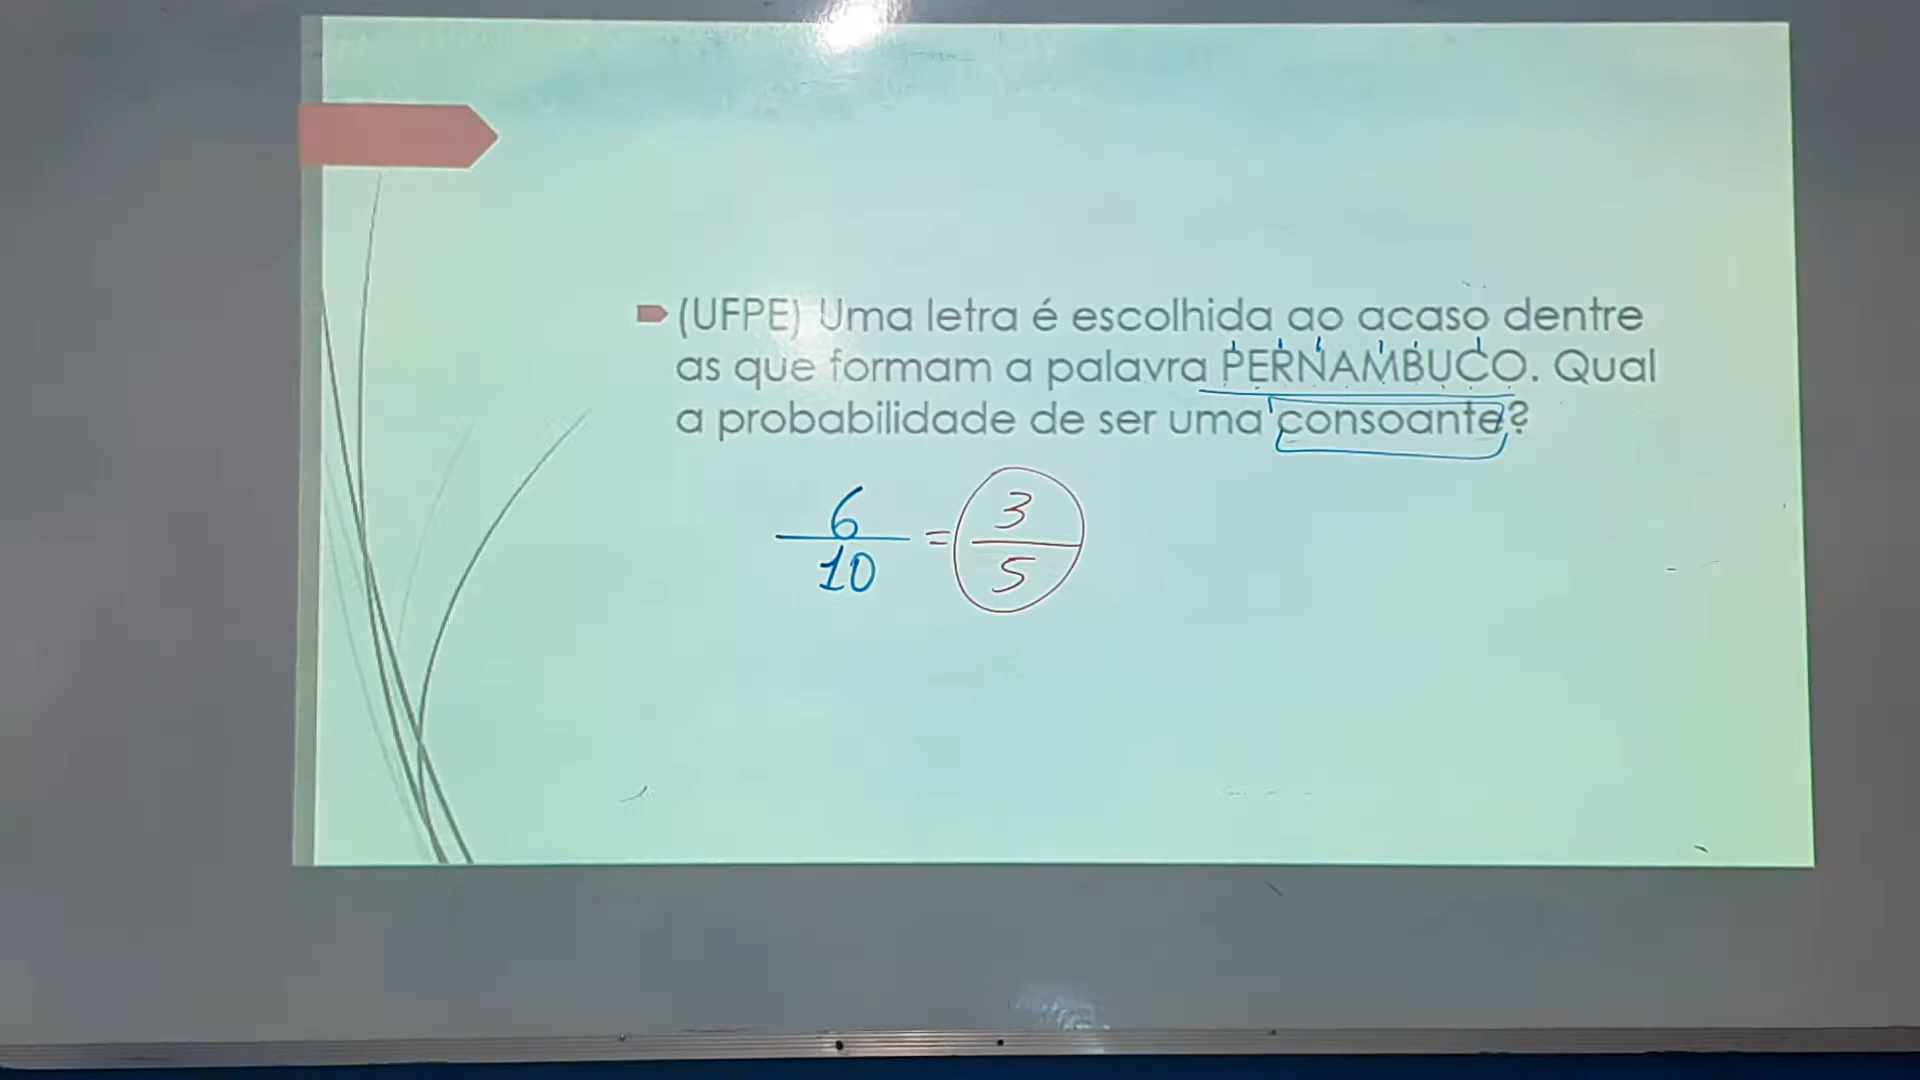 (UFPE) Uma letra é escolhida ao acaso dentre
as que formam a palavra PERNAMBUCO. Qual
a probabilidade de ser uma consoante?
6/10 = 3/5